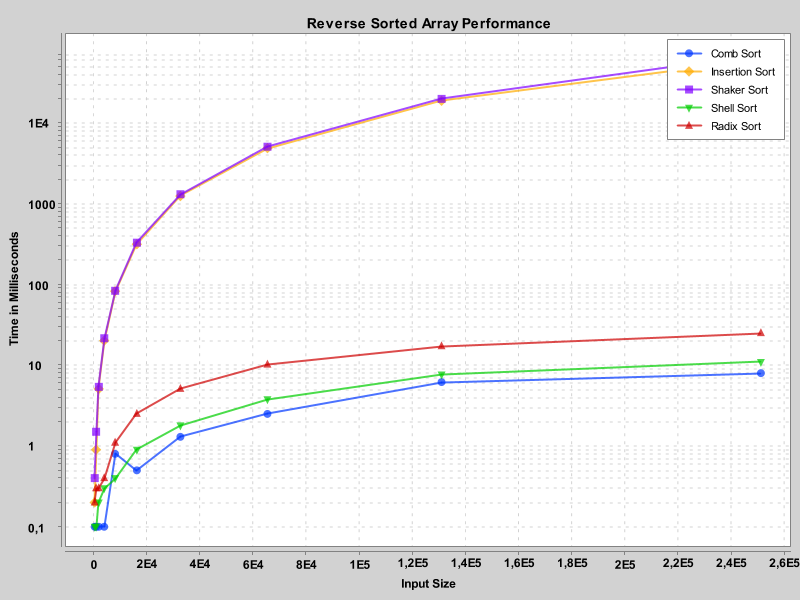 Reverse Sorted Array Performance
Comb Sort
Insertion Sort
Shaker Sort
Shell Sort
Radix Sort
Time in Milliseconds
1E4
1000
100
10
1
0,1
0 2E4 4E4 6E4 8E4 1E5 1,2E5 1,4E5 1,6E5 1,8E5 2E5 2,2E5 2,4E5 2,6E5
Input Size